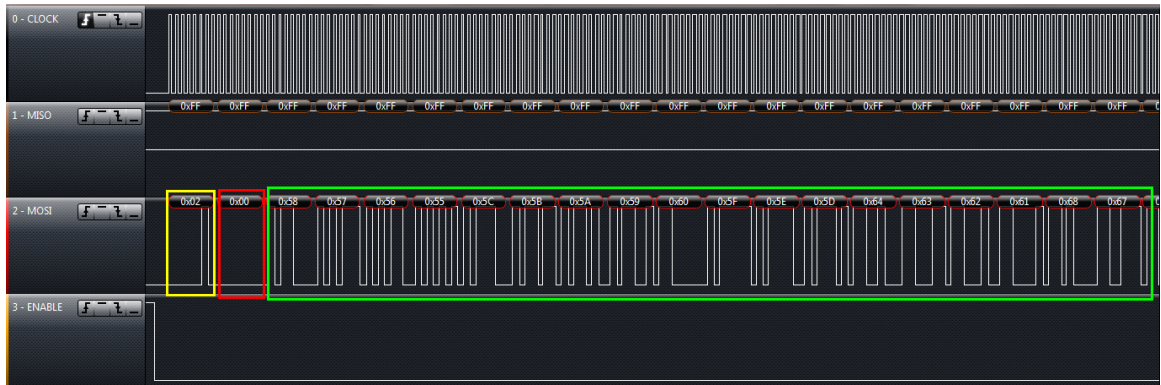 0 - CLOCK
1 - MISO
0xFF 0xFF 0xFF 0xFF 0xFF 0xFF 0xFF 0xFF 0xFF 0xFF 0xFF 0xFF 0xFF 0xFF 0xFF 0xFF 0xFF 0xFF 0xFF 0xFF
2 - MOSI
0x02 0x00 0x58 0x57 0x56 0x55 0x5C 0x5B 0x5A 0x59 0x60 0x5F 0x5E 0x5D 0x64 0x63 0x62 0x61 0x68 0x67
3 - ENABLE